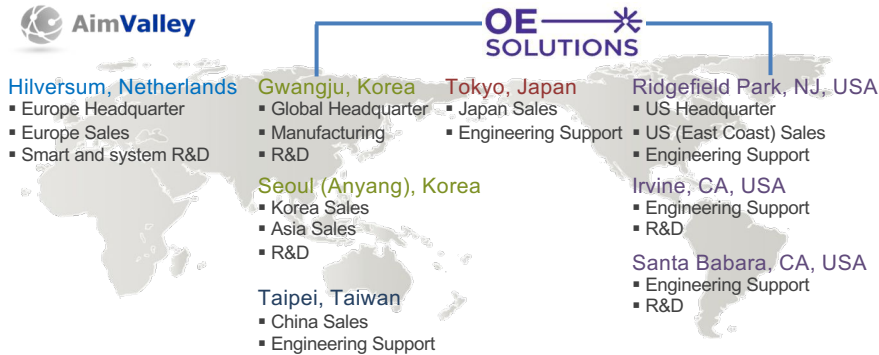 AimValley
OE SOLUTIONS
Hilversum, Netherlands
▪ Europe Headquarter
▪ Europe Sales
▪ Smart and system R&D
Gwangju, Korea
▪ Global Headquarter
▪ Manufacturing
▪ R&D
Seoul (Anyang), Korea
▪ Korea Sales
▪ Asia Sales
▪ R&D
Taipei, Taiwan
▪ China Sales
▪ Engineering Support
Tokyo, Japan
▪ Japan Sales
▪ Engineering Support
Ridgefield Park, NJ, USA
▪ US Headquarter
▪ US (East Coast) Sales
▪ Engineering Support
Irvine, CA, USA
▪ Engineering Support
▪ R&D
Santa Babara, CA, USA
▪ Engineering Support
▪ R&D